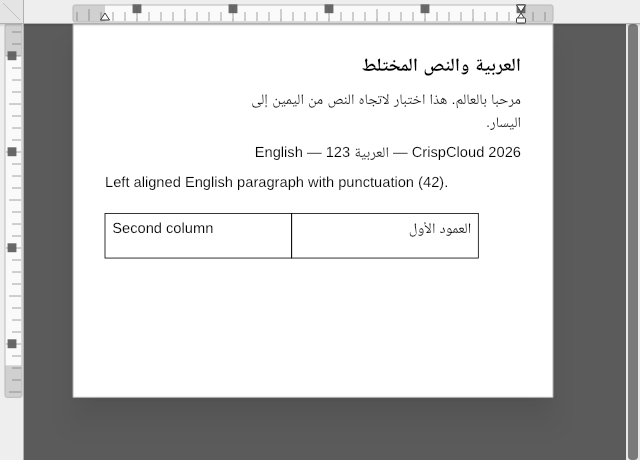 العربية والنص المختلط
مرحبا بالعالم. هذا اختبار لاتجاه النص من اليمين إلى
اليسار.
CrispCloud 2026 — العربية 123 — English
Left aligned English paragraph with punctuation (42).
العمود الأول
Second column